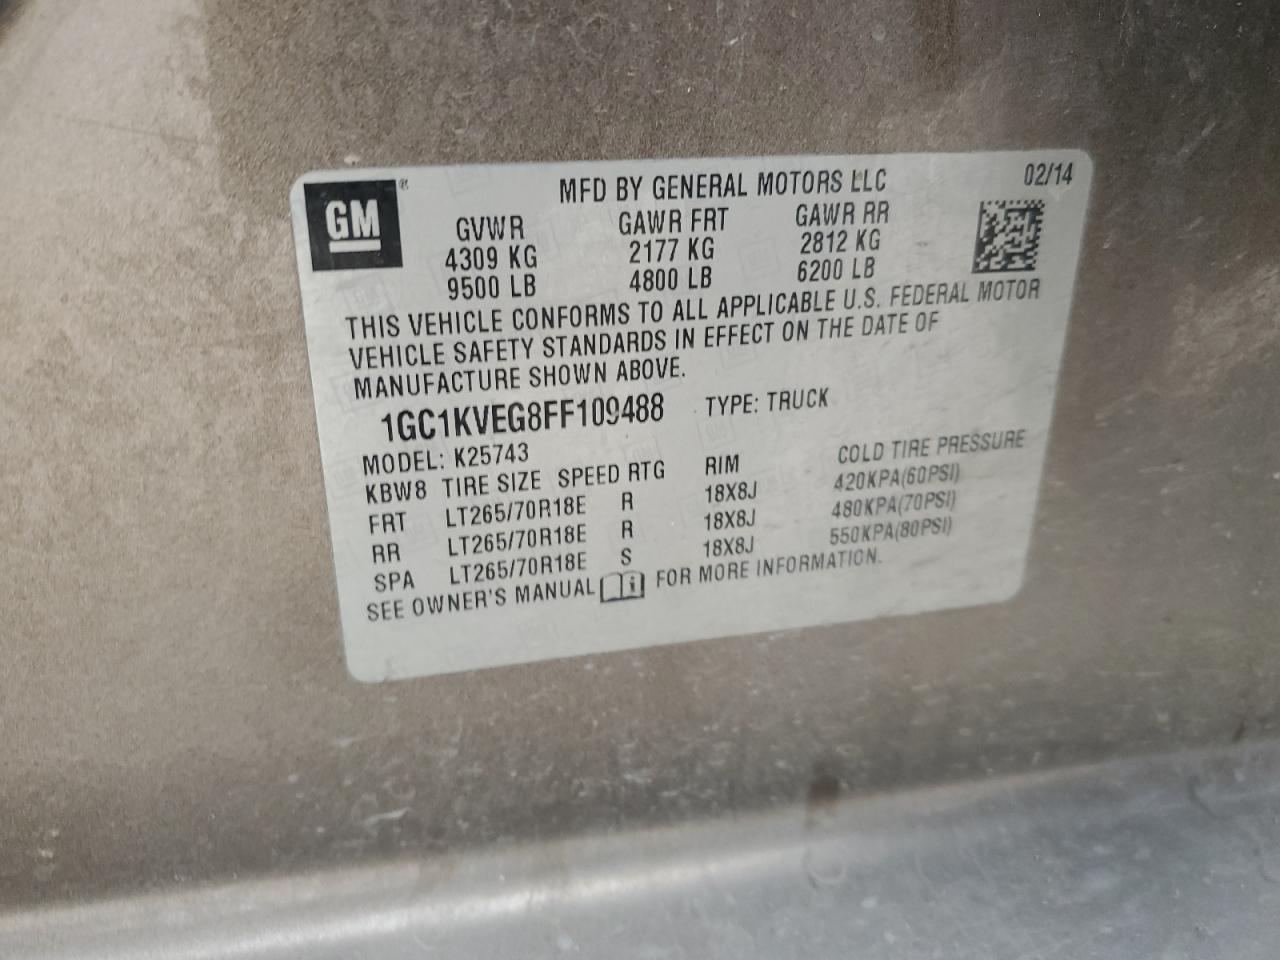 GM ®
MFD BY GENERAL MOTORS LLC 02/14
GVWR GAWR FRT GAWR RR
4309 KG 2177 KG 2812 KG
9500 LB 4800 LB 6200 LB
THIS VEHICLE CONFORMS TO ALL APPLICABLE U.S. FEDERAL MOTOR
VEHICLE SAFETY STANDARDS IN EFFECT ON THE DATE OF
MANUFACTURE SHOWN ABOVE.
1GC1KVEG8FF109488 TYPE: TRUCK
MODEL: K25743
KBW8 TIRE SIZE SPEED RTG RIM COLD TIRE PRESSURE
FRT LT265/70R18E R 18X8J 420KPA(60PSI)
RR LT265/70R18E R 18X8J 480KPA(70PSI)
SPA LT265/70R18E S 18X8J 550KPA(80PSI)
SEE OWNER'S MANUAL i FOR MORE INFORMATION.